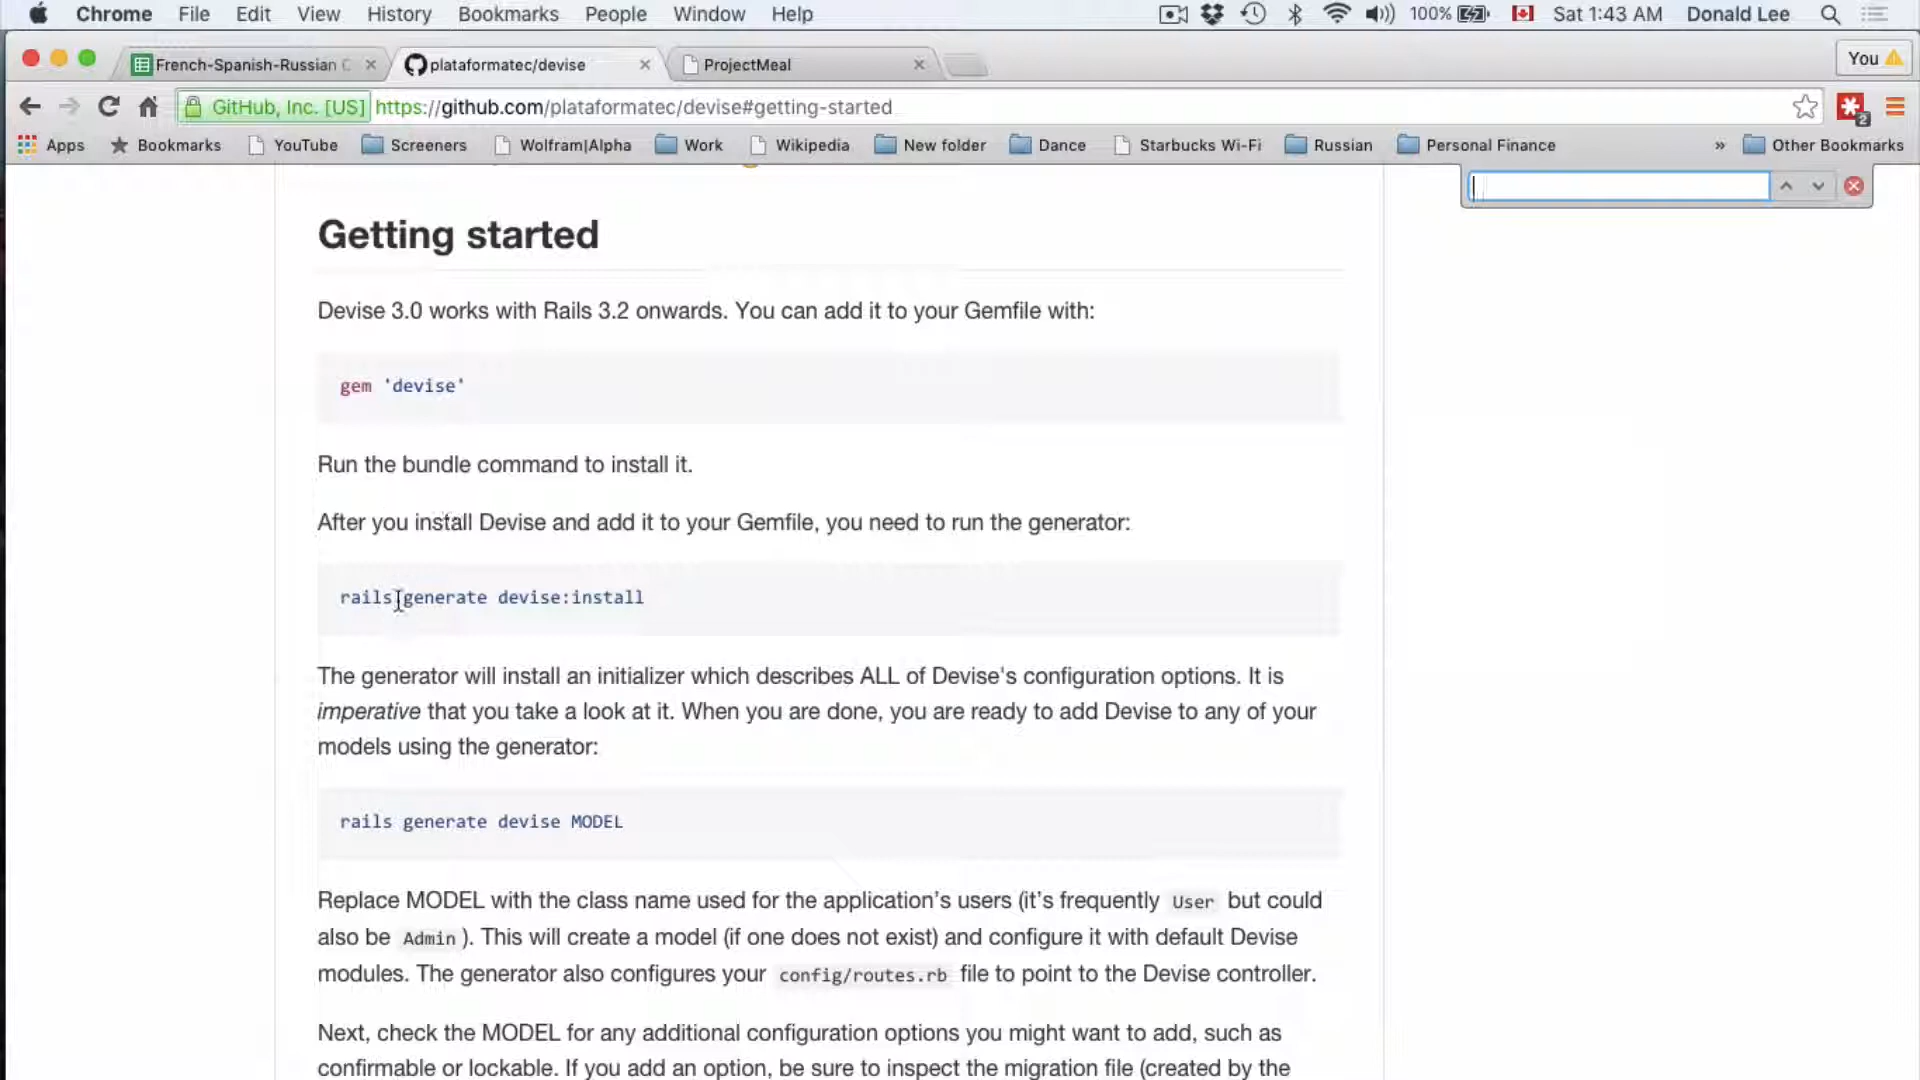 Chrome File Edit View History Bookmarks People Window Help 100% Sat 1:43 AM Donald Lee
French-Spanish-Russian plataformatec/devise ProjectMeal You
GitHub, Inc. [US] https://github.com/plataformatec/devise#getting-started 2
Apps Bookmarks YouTube Screeners Wolfram|Alpha Work Wikipedia New folder Dance Starbucks Wi-Fi Russian Personal Finance » Other Bookmarks
Getting started
Devise 3.0 works with Rails 3.2 onwards. You can add it to your Gemfile with:
gem 'devise'
Run the bundle command to install it.
After you install Devise and add it to your Gemfile, you need to run the generator:
rails generate devise:install
The generator will install an initializer which describes ALL of Devise's configuration options. It is
imperative that you take a look at it. When you are done, you are ready to add Devise to any of your
models using the generator:
rails generate devise MODEL
Replace MODEL with the class name used for the application’s users (it’s frequently User but could
also be Admin ). This will create a model (if one does not exist) and configure it with default Devise
modules. The generator also configures your config/routes.rb file to point to the Devise controller.
Next, check the MODEL for any additional configuration options you might want to add, such as
confirmable or lockable. If you add an option, be sure to inspect the migration file (created by the